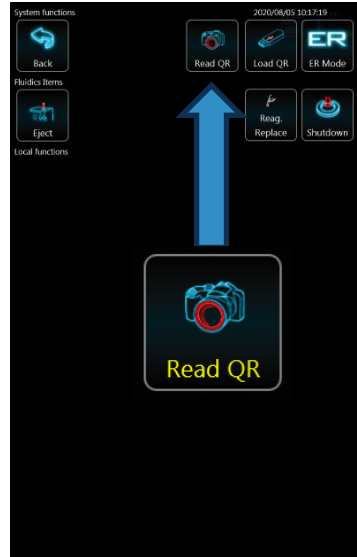 System functions
2020/08/05 10:17:19
Back
Read QR
Load QR
ER
ER Mode
Fluidics Items
Eject
Reag.
Replace
Shutdown
Local functions
Read QR